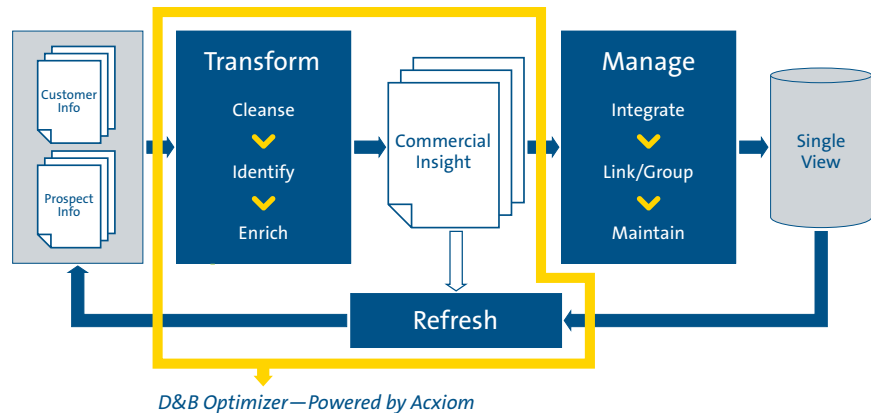 Customer
Info
Prospect
Info
Transform
Cleanse
Identify
Enrich
Commercial
Insight
Manage
Integrate
Link/Group
Maintain
Single
View
Refresh
D&B Optimizer—Powered by Acxiom